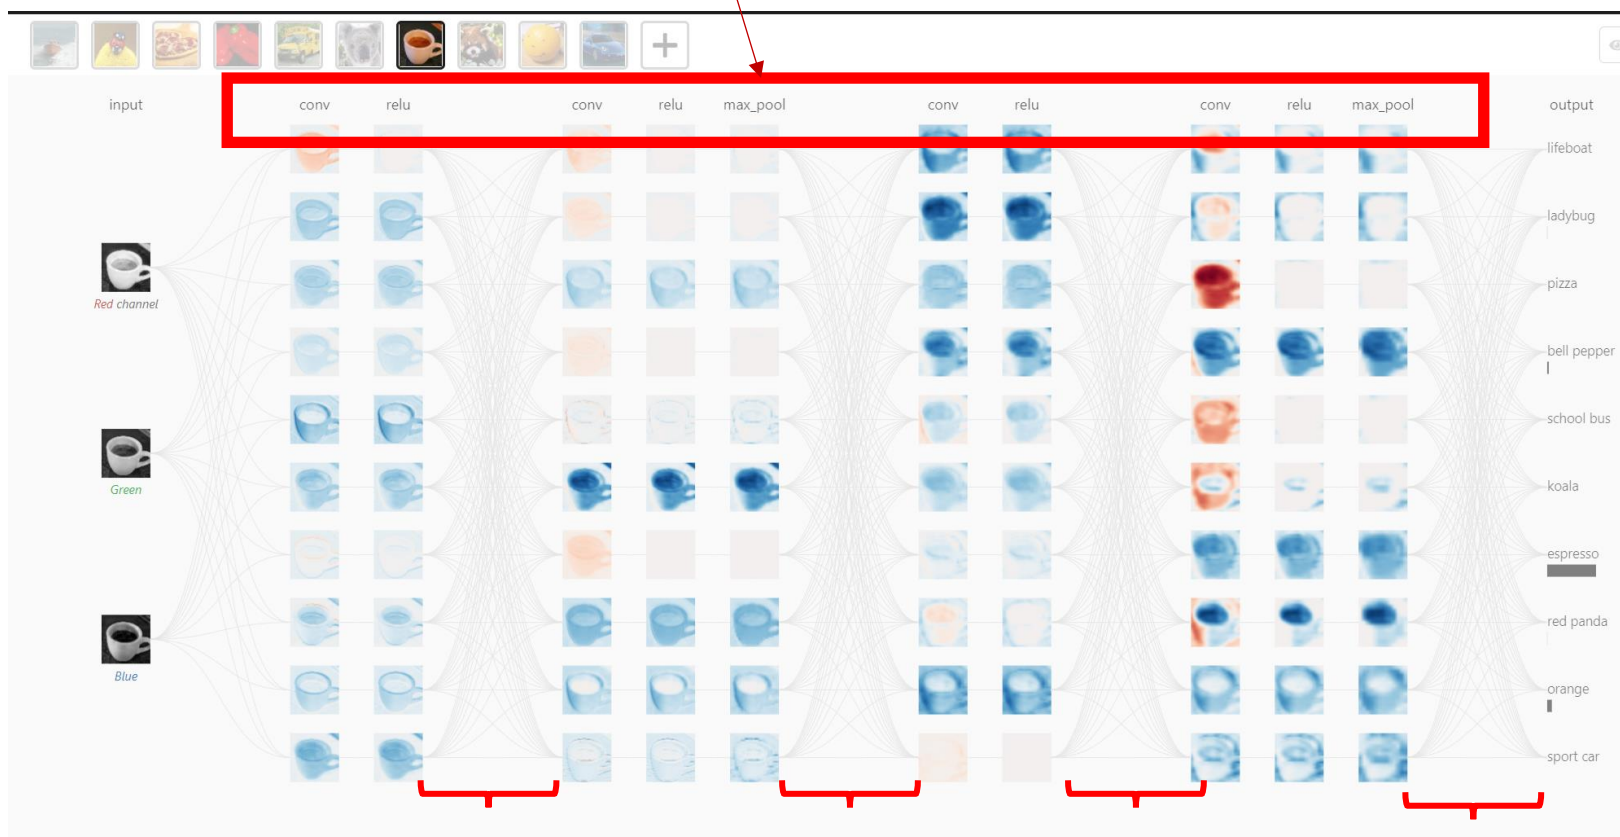 input conv relu conv relu max_pool conv relu conv relu max_pool output
lifeboat
ladybug
Red channel
pizza
bell pepper
school bus
Green
koala
espresso
red panda
Blue
orange
sport car